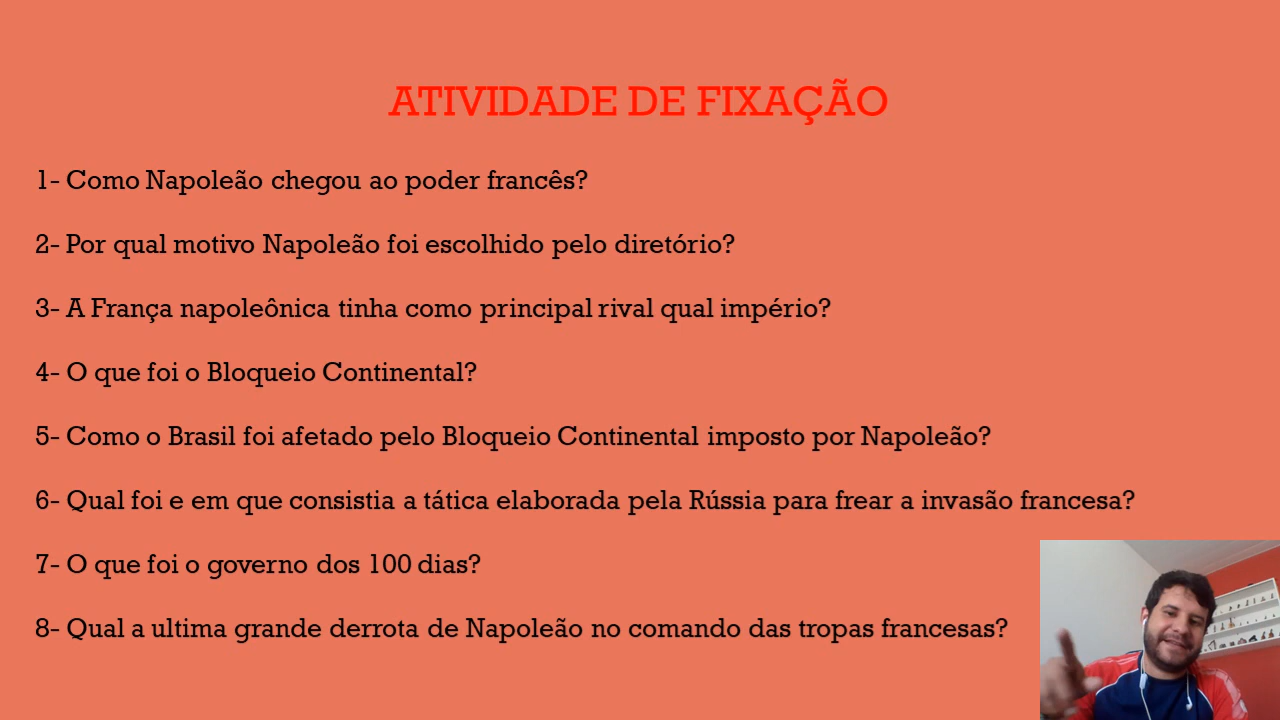 ATIVIDADE DE FIXAÇÃO
1- Como Napoleão chegou ao poder francês?
2- Por qual motivo Napoleão foi escolhido pelo diretório?
3- A França napoleônica tinha como principal rival qual império?
4- O que foi o Bloqueio Continental?
5- Como o Brasil foi afetado pelo Bloqueio Continental imposto por Napoleão?
6- Qual foi e em que consistia a tática elaborada pela Rússia para frear a invasão francesa?
7- O que foi o governo dos 100 dias?
8- Qual a ultima grande derrota de Napoleão no comando das tropas francesas?